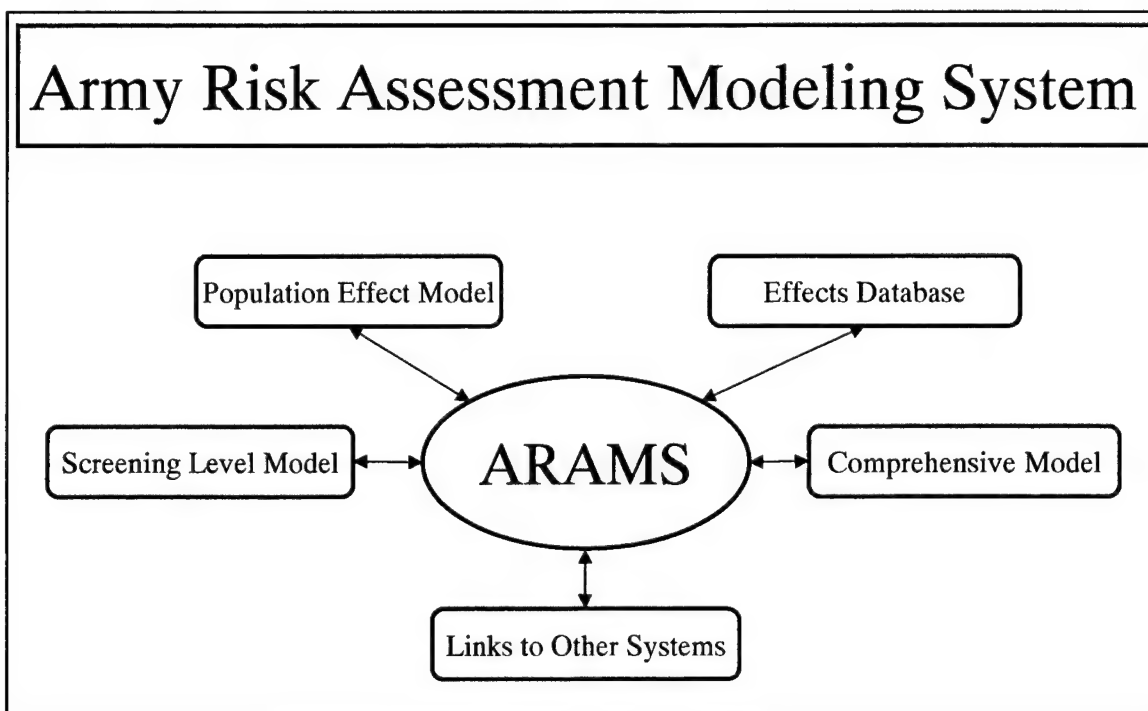 Army Risk Assessment Modeling System
Population Effect Model
Effects Database
Screening Level Model
ARAMS
Comprehensive Model
Links to Other Systems